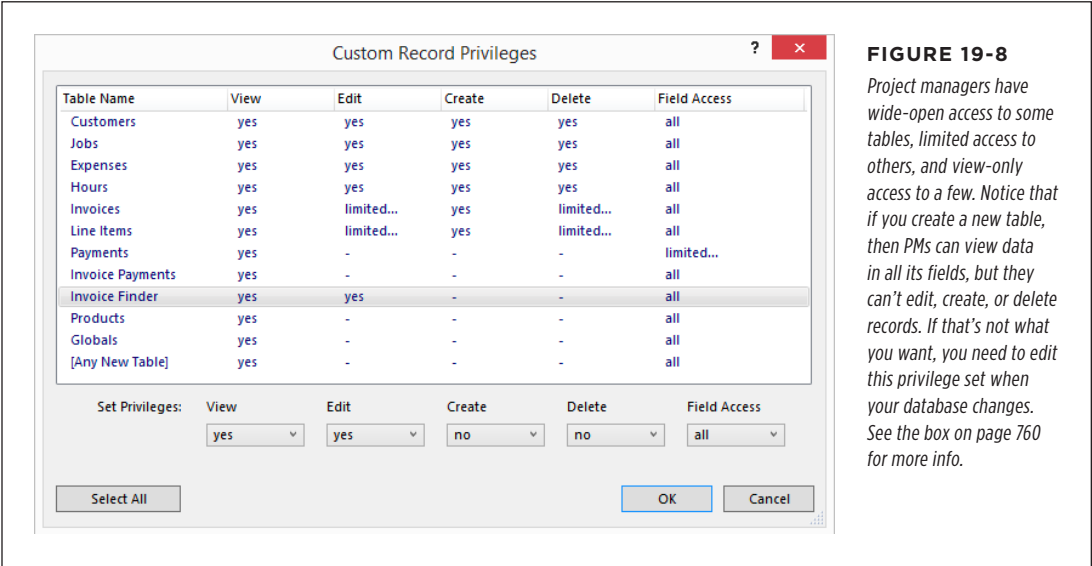 Custom Record Privileges
?
×
Table Name View Edit Create Delete Field Access
Customers yes yes yes yes all
Jobs yes yes yes yes all
Expenses yes yes yes yes all
Hours yes yes yes yes all
Invoices yes limited... yes limited... all
Line Items yes limited... yes limited... all
Payments yes - - - limited...
Invoice Payments yes - - - all
Invoice Finder yes yes - - all
Products yes - - - all
Globals yes - - - all
[Any New Table] yes - - - all
Set Privileges: View Edit Create Delete Field Access
yes yes no no all
Select All OK Cancel
FIGURE 19-8
Project managers have
wide-open access to some
tables, limited access to
others, and view-only
access to a few. Notice that
if you create a new table,
then PMs can view data
in all its fields, but they
can't edit, create, or delete
records. If that's not what
you want, you need to edit
this privilege set when
your database changes.
See the box on page 760
for more info.